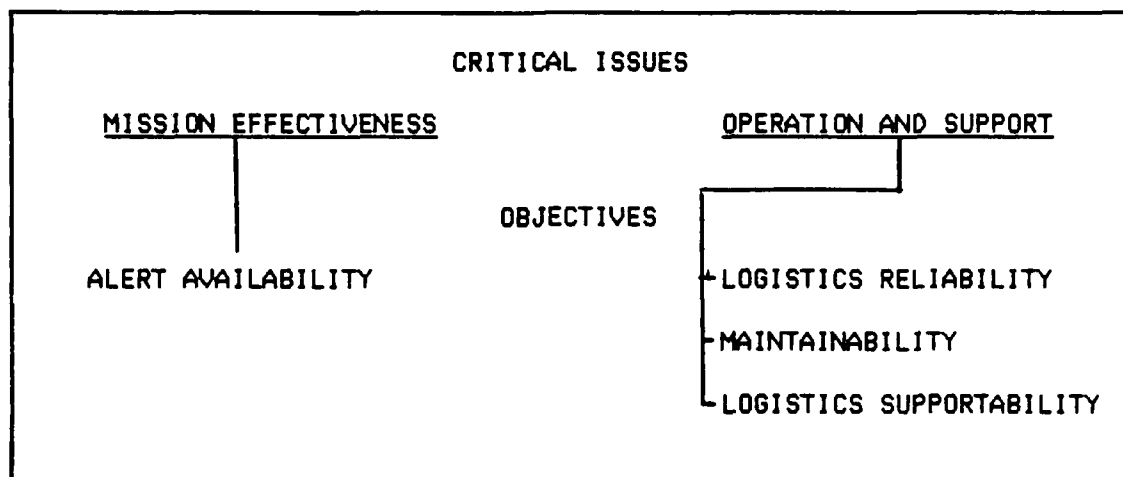 CRITICAL ISSUES
MISSION EFFECTIVENESS
OPERATION AND SUPPORT
OBJECTIVES
ALERT AVAILABILITY
LOGISTICS RELIABILITY
MAINTAINABILITY
LOGISTICS SUPPORTABILITY